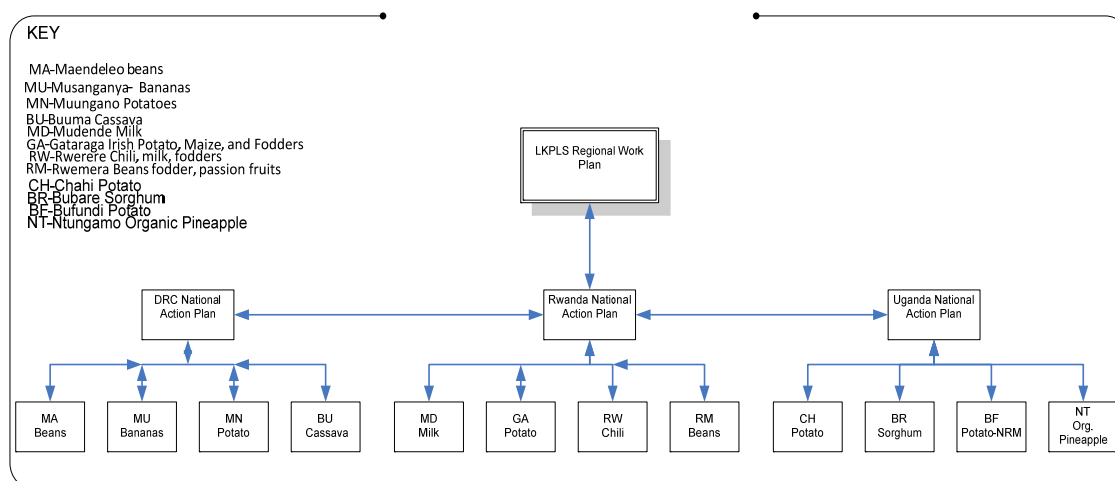 KEY
MA-Maendeleo beans
MU-Musanganya- Bananas
MN-Muungano Potatoes
BU-Buuma Cassava
MD-Mudende Milk
GA-Gataraga Irish Potato, Maize, and Fodders
RW-Rwerere Chili, milk, fodders
RM-Rwemera Beans fodder, passion fruits
CH-Chahi Potato
BR-Bubare Sorghum
BF-Bufundi Potato
NT-Ntungamo Organic Pineapple
LKPLS Regional Work
Plan
DRC National
Action Plan
Rwanda National
Action Plan
Uganda National
Action Plan
MA
Beans
MU
Bananas
MN
Potato
BU
Cassava
MD
Milk
GA
Potato
RW
Chili
RM
Beans
CH
Potato
BR
Sorghum
BF
Potato-NRM
NT
Org.
Pineapple